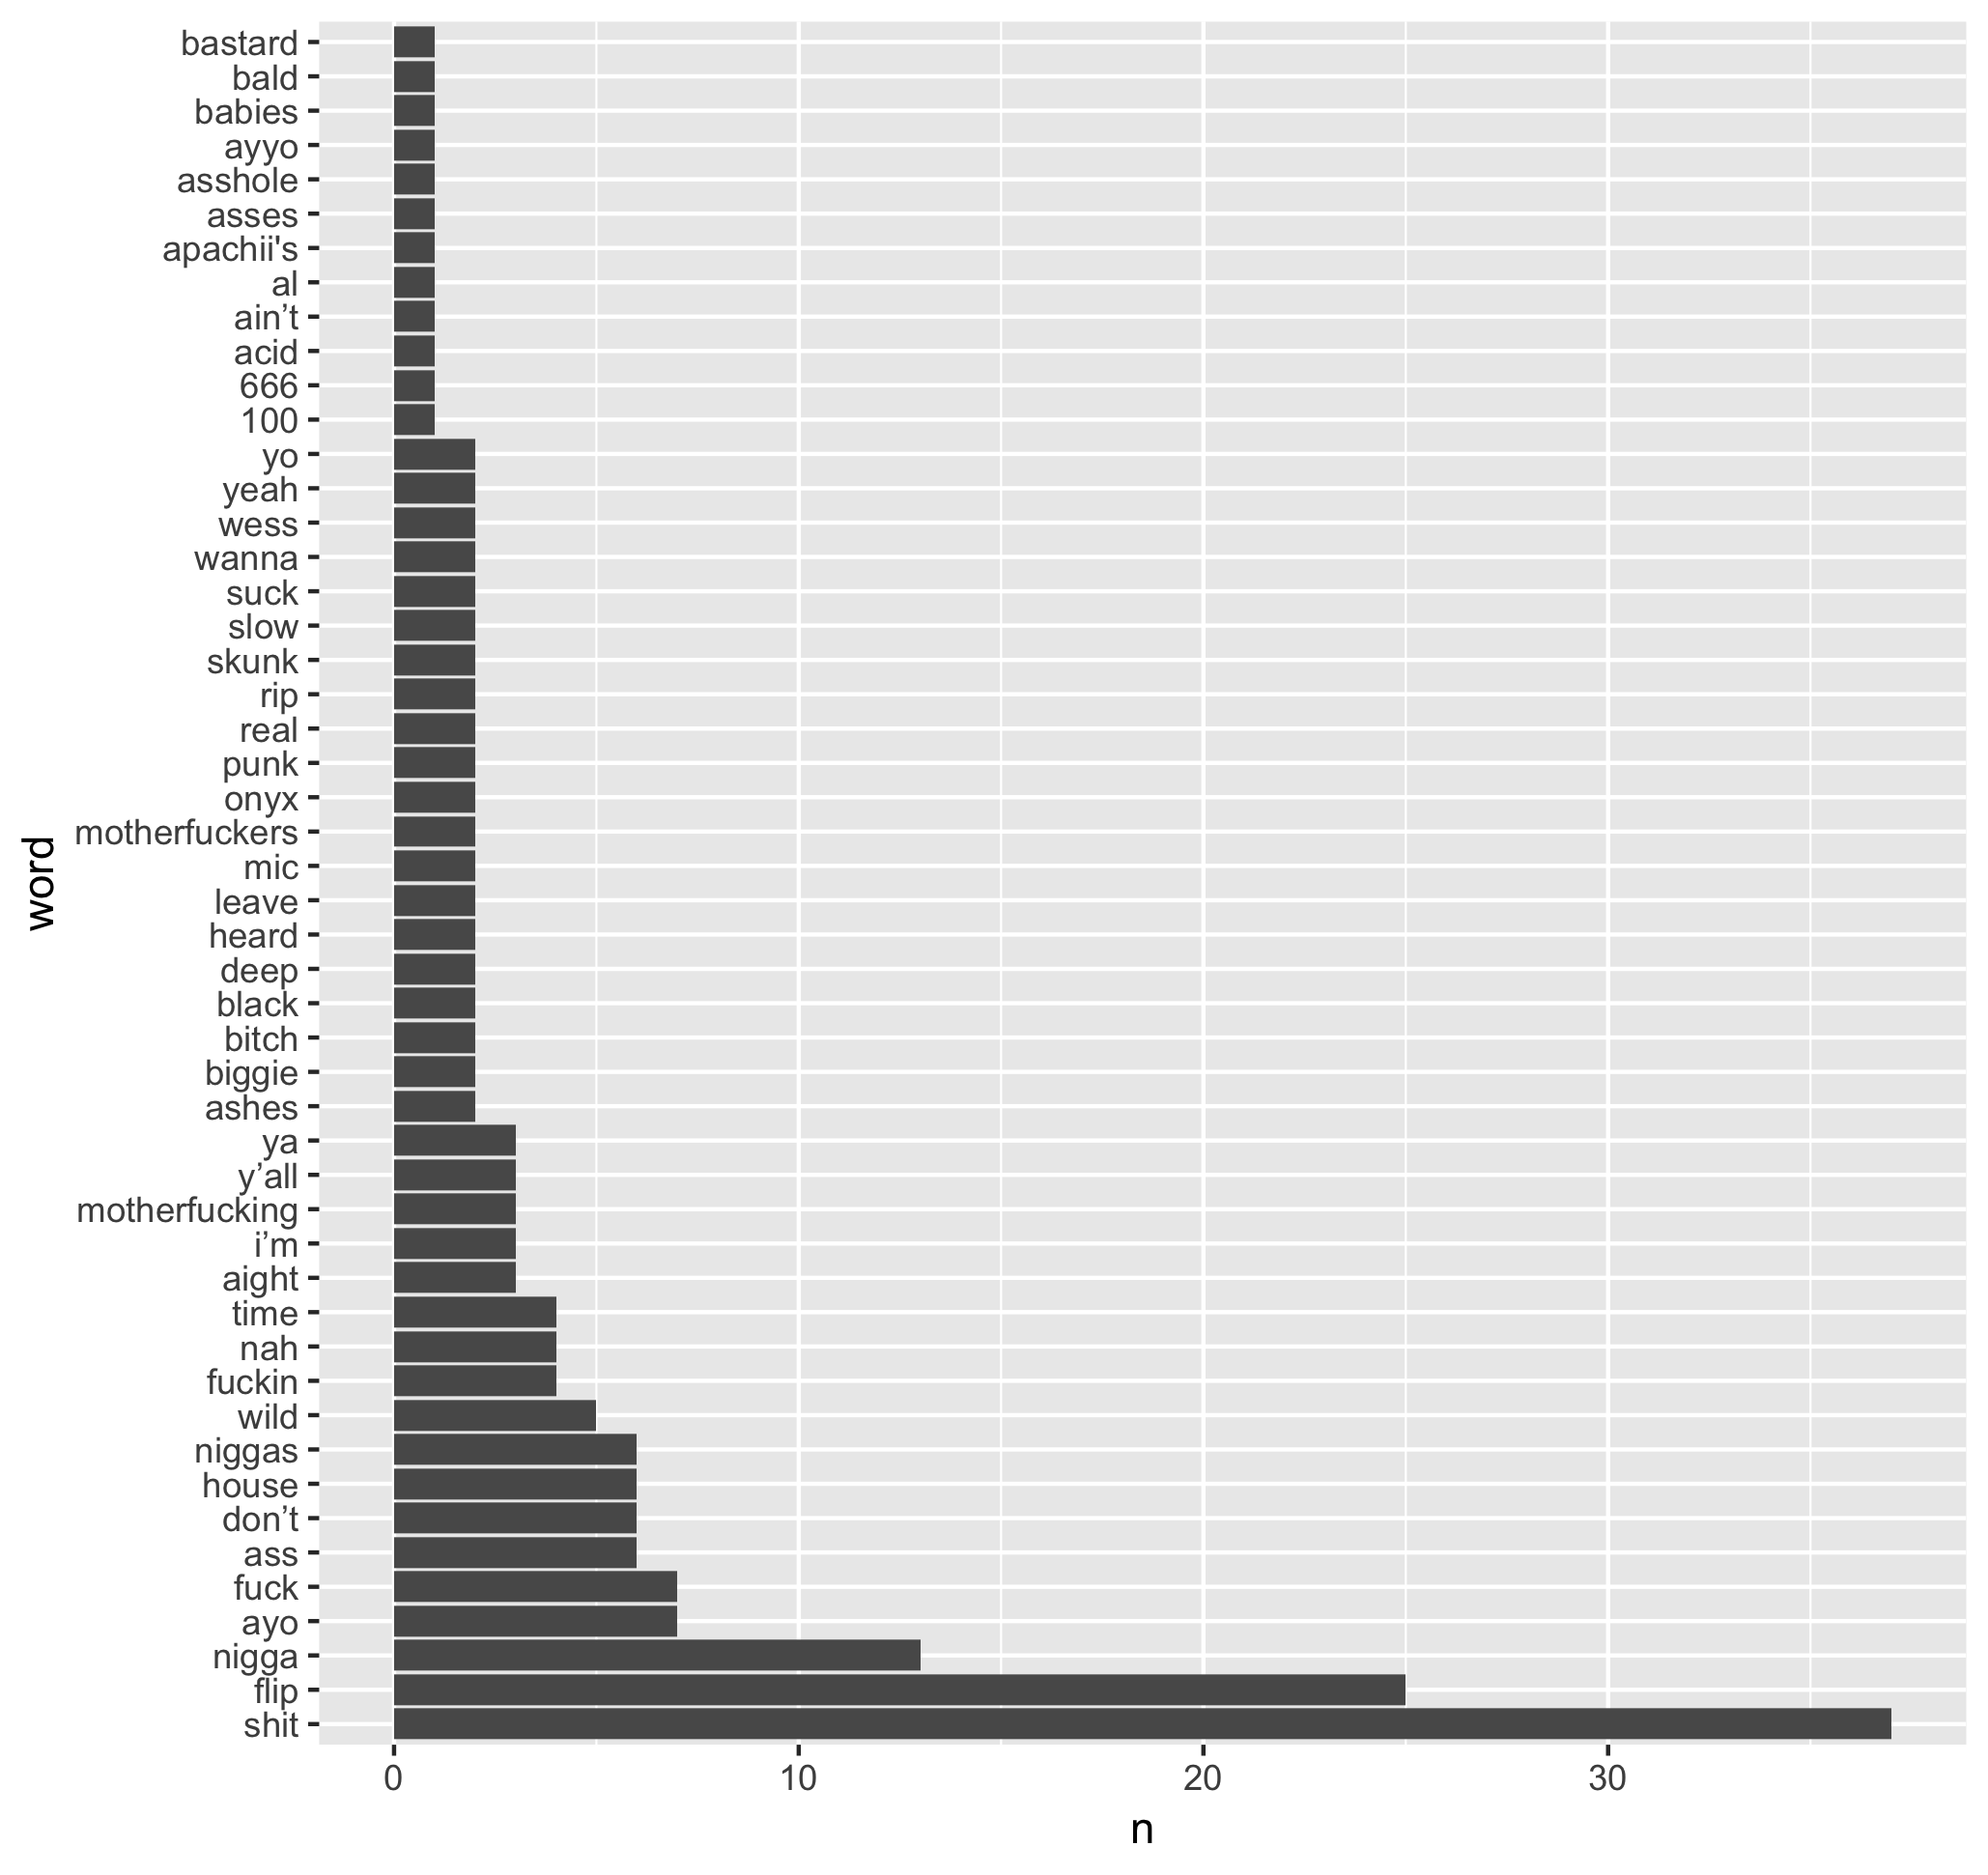 bastard
bald
babies
ayyo
asshole
asses
apachii's
al
ain’t
acid
666
100
yo
yeah
wess
wanna
suck
slow
skunk
rip
real
punk
onyx
motherfuckers
mic
leave
heard
deep
black
bitch
biggie
ashes
ya
y’all
motherfucking
i’m
aight
time
nah
fuckin
wild
niggas
house
don’t
ass
fuck
ayo
nigga
flip
shit
word
0 10 20 30
n